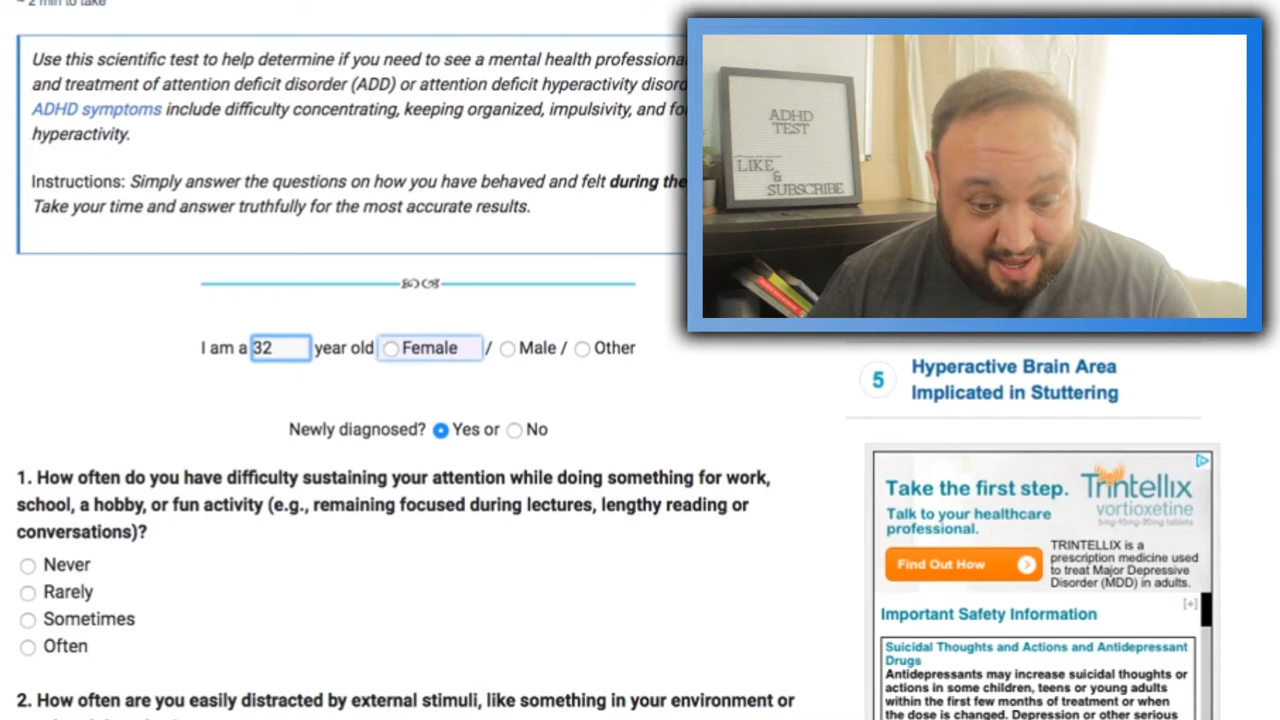 ~ 2 min to take
Use this scientific test to help determine if you need to see a mental health professional
and treatment of attention deficit disorder (ADD) or attention deficit hyperactivity disord
ADHD symptoms include difficulty concentrating, keeping organized, impulsivity, and fo
hyperactivity.
Instructions: Simply answer the questions on how you have behaved and felt during the
Take your time and answer truthfully for the most accurate results.
I am a 32 year old Female / Male / Other
Newly diagnosed? Yes or No
1. How often do you have difficulty sustaining your attention while doing something for work,
school, a hobby, or fun activity (e.g., remaining focused during lectures, lengthy reading or
conversations)?
Never
Rarely
Sometimes
Often
2. How often are you easily distracted by external stimuli, like something in your environment or
ADHD
TEST
LIKE
&
SUBSCRIBE
5 Hyperactive Brain Area
Implicated in Stuttering
Take the first step.
Talk to your healthcare
professional.
Find Out How
Trintellix
vortioxetine
5mg·10mg·20mg tablets
TRINTELLIX is a
prescription medicine used
to treat Major Depressive
Disorder (MDD) in adults.
[+]
Important Safety Information
Suicidal Thoughts and Actions and Antidepressant
Drugs
Antidepressants may increase suicidal thoughts or
actions in some children, teens or young adults
within the first few months of treatment or when
the dose is changed. Depression or other serious